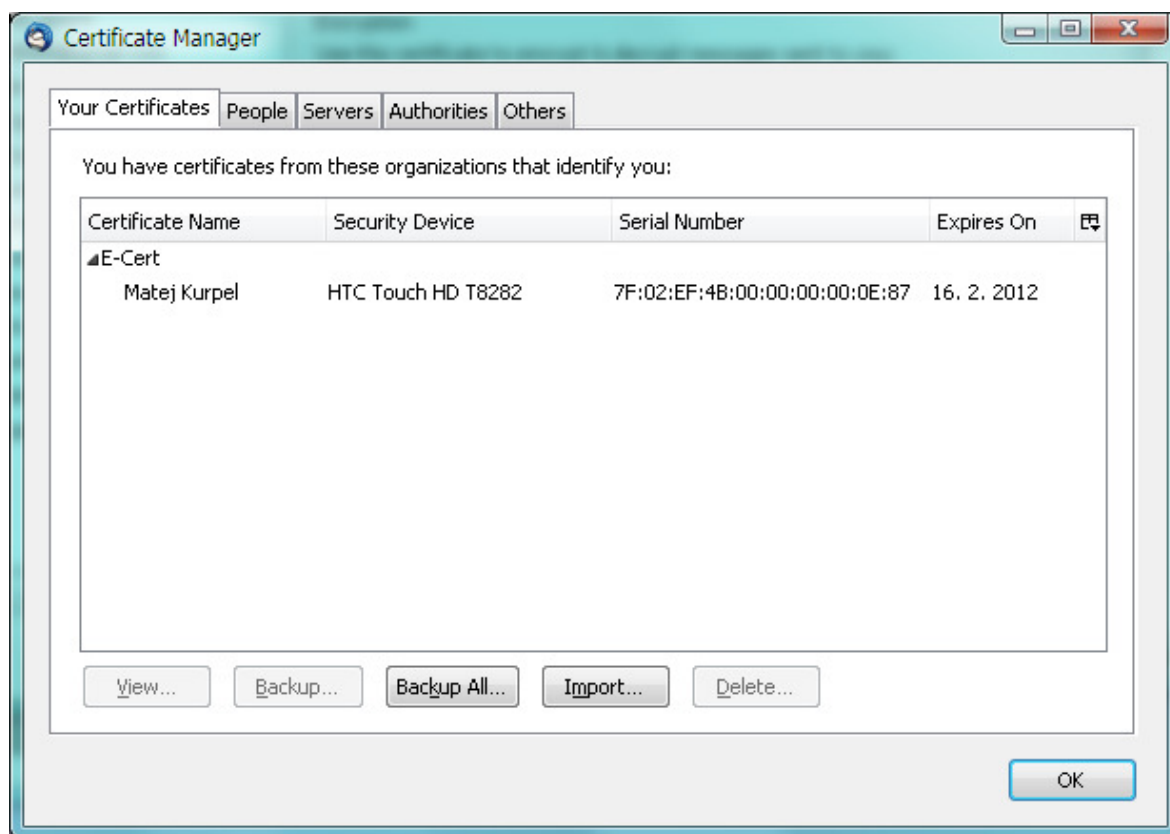 Certificate Manager
Your Certificates People Servers Authorities Others
You have certificates from these organizations that identify you:
Certificate Name Security Device Serial Number Expires On
E-Cert
Matej Kurpel HTC Touch HD T8282 7F:02:EF:4B:00:00:00:00:0E:87 16. 2. 2012
View... Backup... Backup All... Import... Delete...
OK